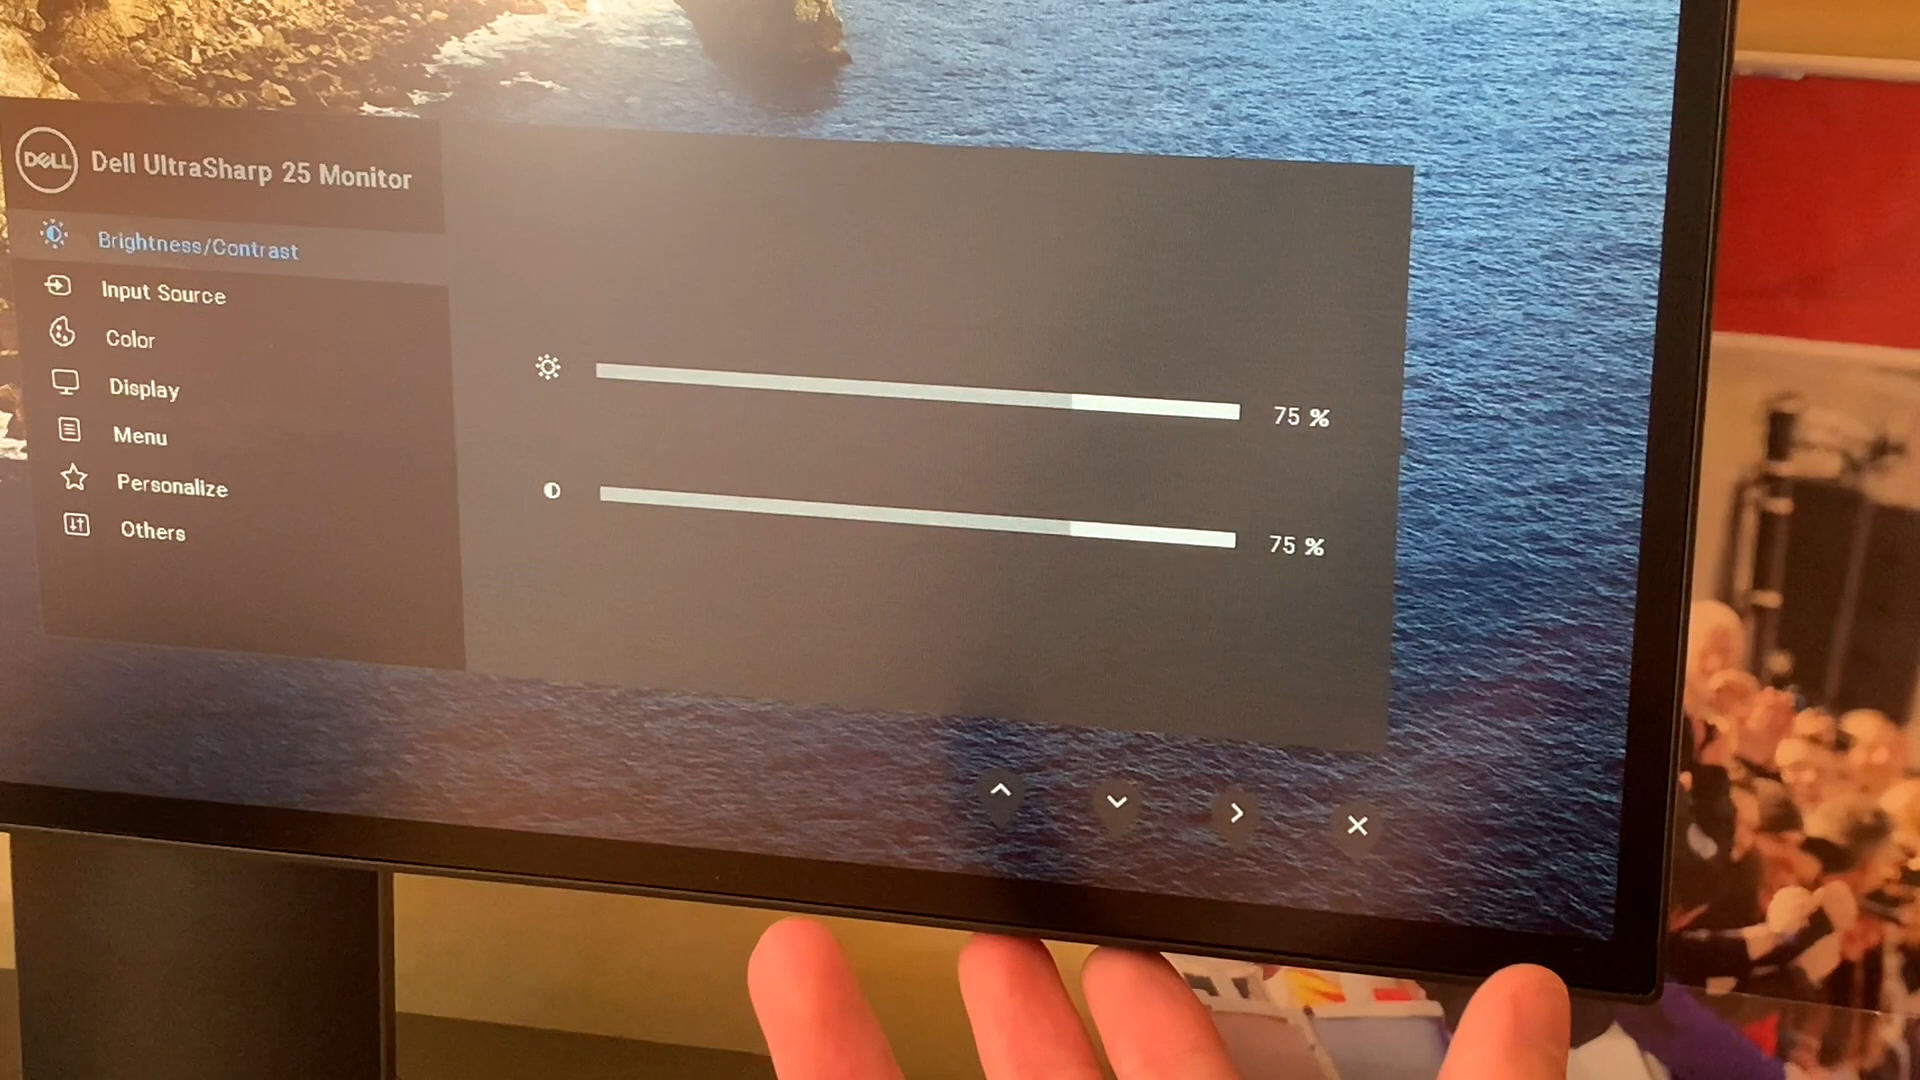 DELL Dell UltraSharp 25 Monitor
Brightness/Contrast
Input Source
Color
Display
Menu
Personalize
Others
75 %
75 %